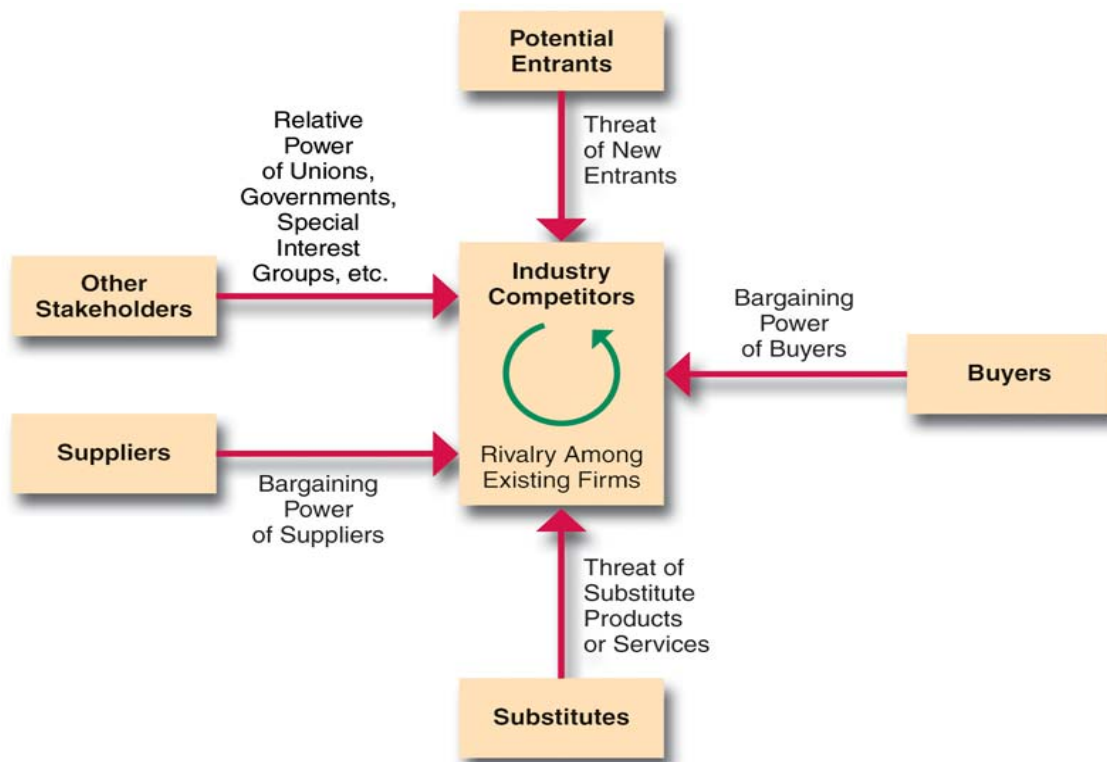 Potential
Entrants
Threat
of New
Entrants
Relative
Power
of Unions,
Governments,
Special
Interest
Groups, etc.
Other
Stakeholders
Industry
Competitors
Rivalry Among
Existing Firms
Bargaining
Power
of Buyers
Buyers
Suppliers
Bargaining
Power
of Suppliers
Threat of
Substitute
Products
or Services
Substitutes